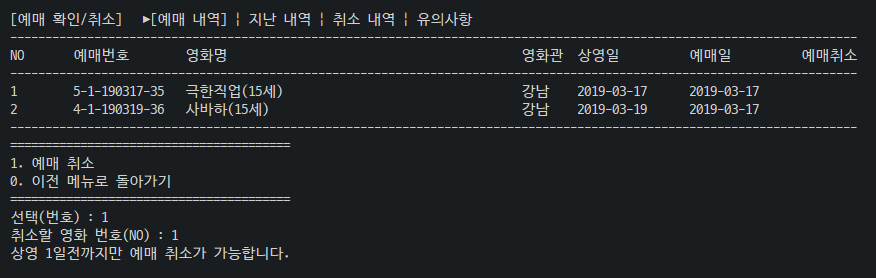 [예매 확인/취소] ▶[예매 내역] ¦ 지난 내역 ¦ 취소 내역 ¦ 유의사항
-------------------------------------------------------------------------------------------------------------------------
NO 예매번호 영화명 영화관 상영일 예매일 예매취소
-------------------------------------------------------------------------------------------------------------------------
1 5-1-190317-35 극한직업(15세) 강남 2019-03-17 2019-03-17
2 4-1-190319-36 사바하(15세) 강남 2019-03-19 2019-03-17
-------------------------------------------------------------------------------------------------------------------------
========================================
1. 예매 취소
0. 이전 메뉴로 돌아가기
========================================
선택(번호) : 1
취소할 영화 번호(NO) : 1
상영 1일전까지만 예매 취소가 가능합니다.